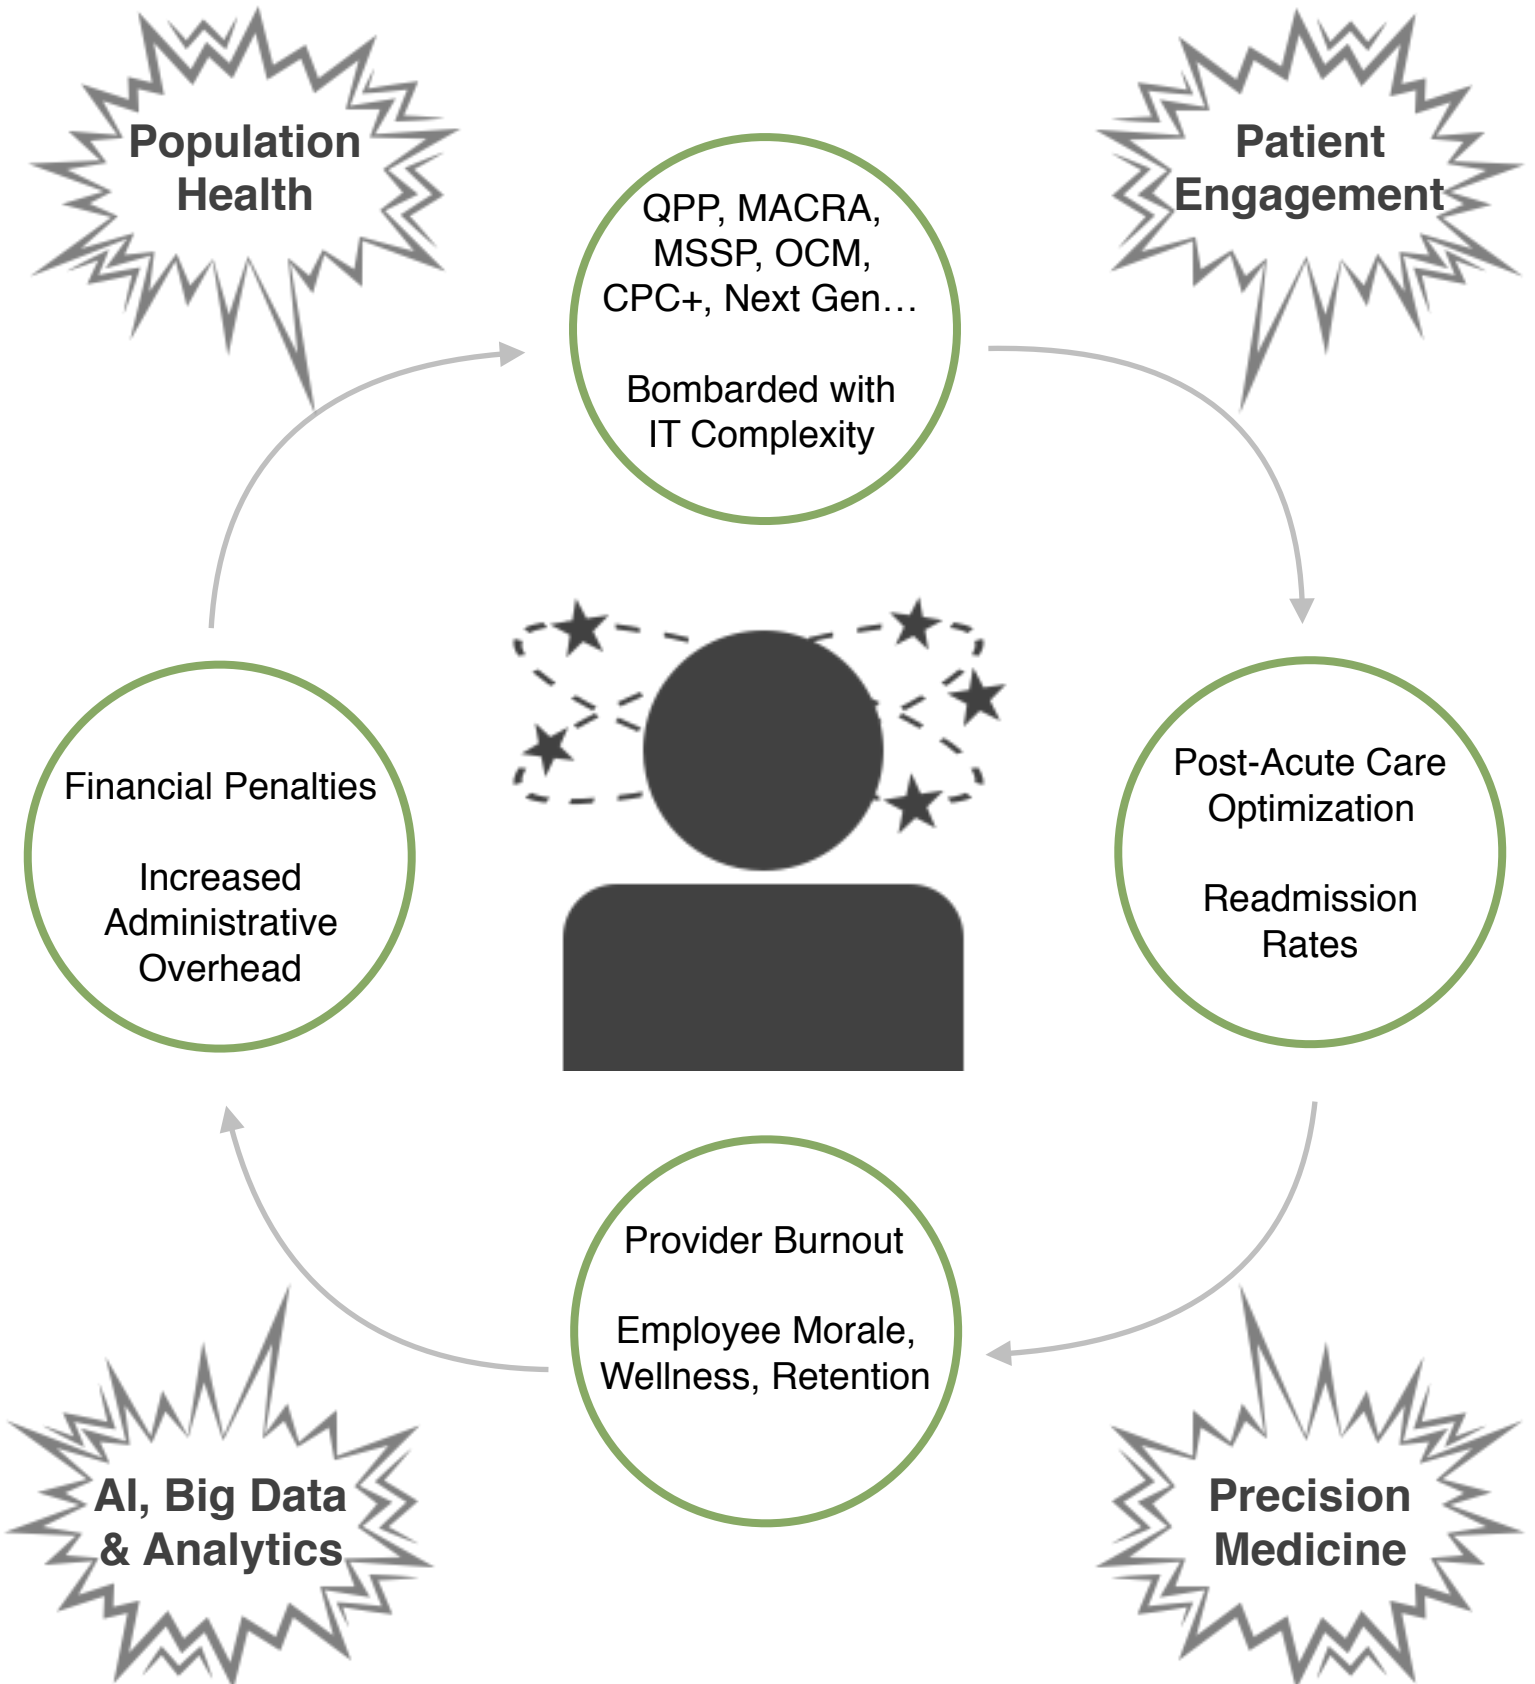 Population
Health
Patient
Engagement
QPP, MACRA,
MSSP, OCM,
CPC+, Next Gen…
Bombarded with
IT Complexity
Financial Penalties
Increased
Administrative
Overhead
Post-Acute Care
Optimization
Readmission
Rates
Provider Burnout
Employee Morale,
Wellness, Retention
AI, Big Data
& Analytics
Precision
Medicine